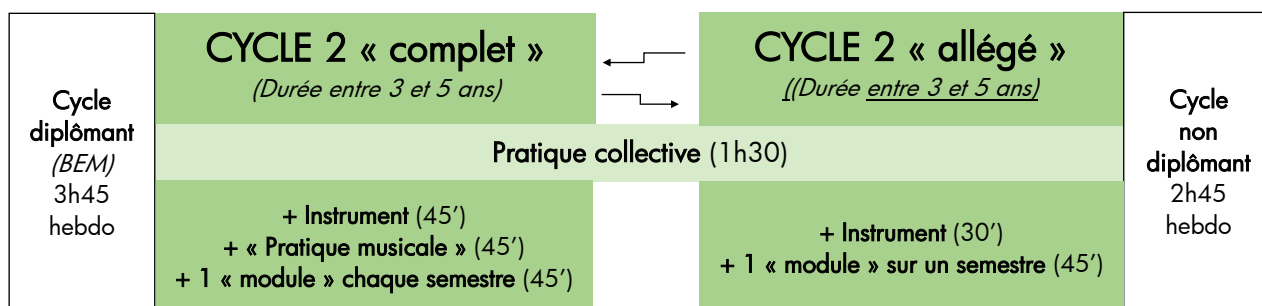 Cycle
diplômant
(BEM)
3h45
hebdo
CYCLE 2 « complet »
(Durée entre 3 et 5 ans)
CYCLE 2 « allégé »
((Durée entre 3 et 5 ans)
Pratique collective (1h30)
+ Instrument (45’)
+ « Pratique musicale » (45’)
+ 1 « module » chaque semestre (45’)
+ Instrument (30’)
+ 1 « module » sur un semestre (45’)
Cycle
non
diplômant
2h45
hebdo